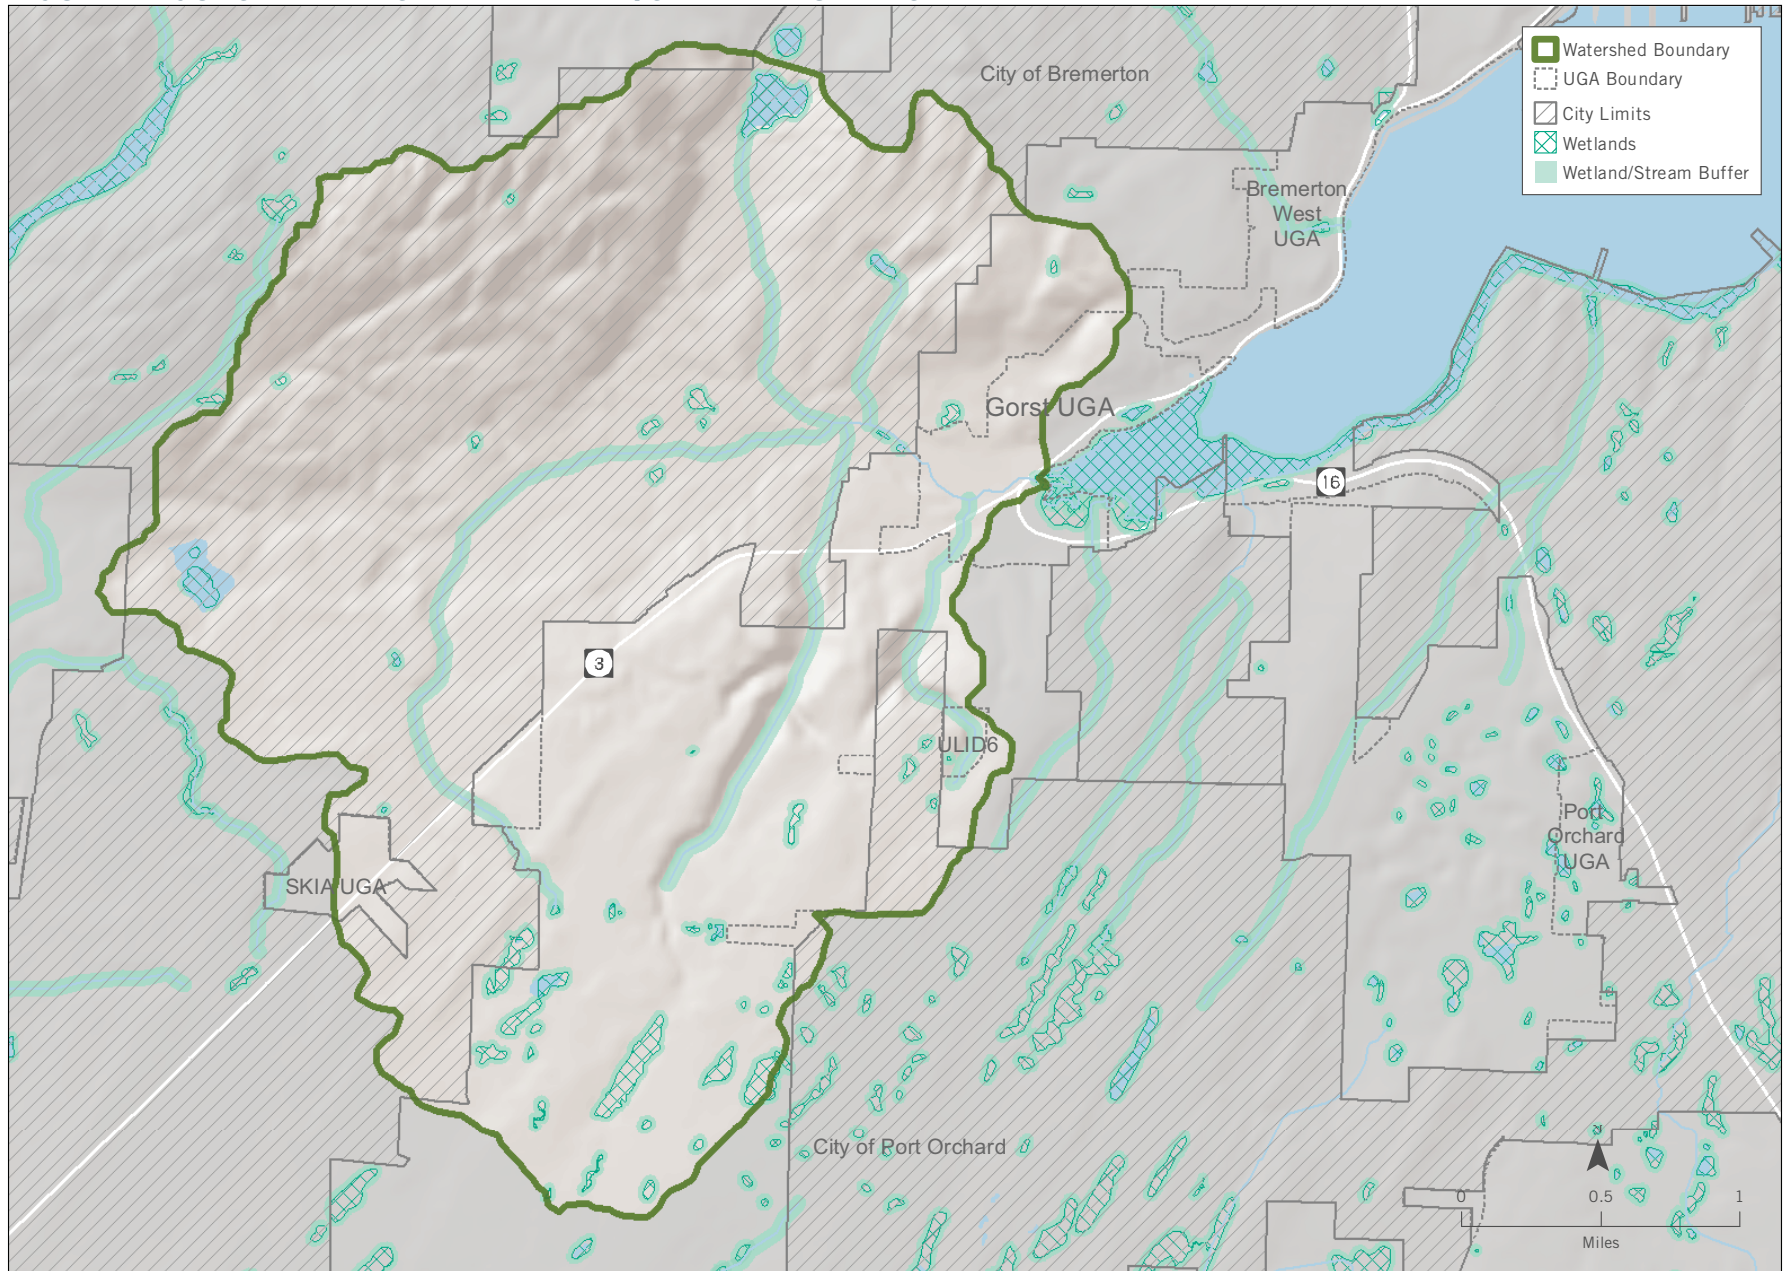 City of Bremerton
Watershed Boundary
UGA Boundary
City Limits
Wetlands
Wetland/Stream Buffer
Bremerton
West
UGA
Gorst UGA
16
3
ULID6
Port
Orchard
UGA
SKIA UGA
City of Port Orchard
N
0 0.5 1
Miles